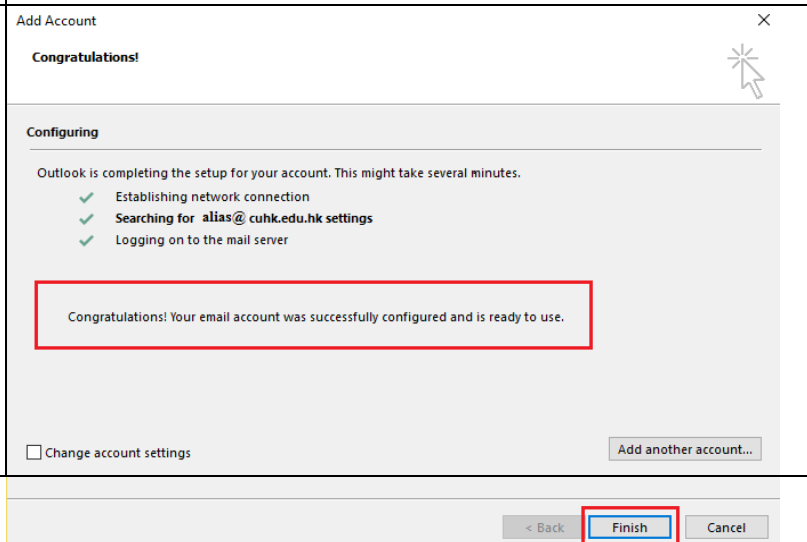 Add Account
Congratulations!
Configuring
Outlook is completing the setup for your account. This might take several minutes.
Establishing network connection
Searching for alias@ cuhk.edu.hk settings
Logging on to the mail server
Congratulations! Your email account was successfully configured and is ready to use.
Change account settings
Add another account...
< Back
Finish
Cancel